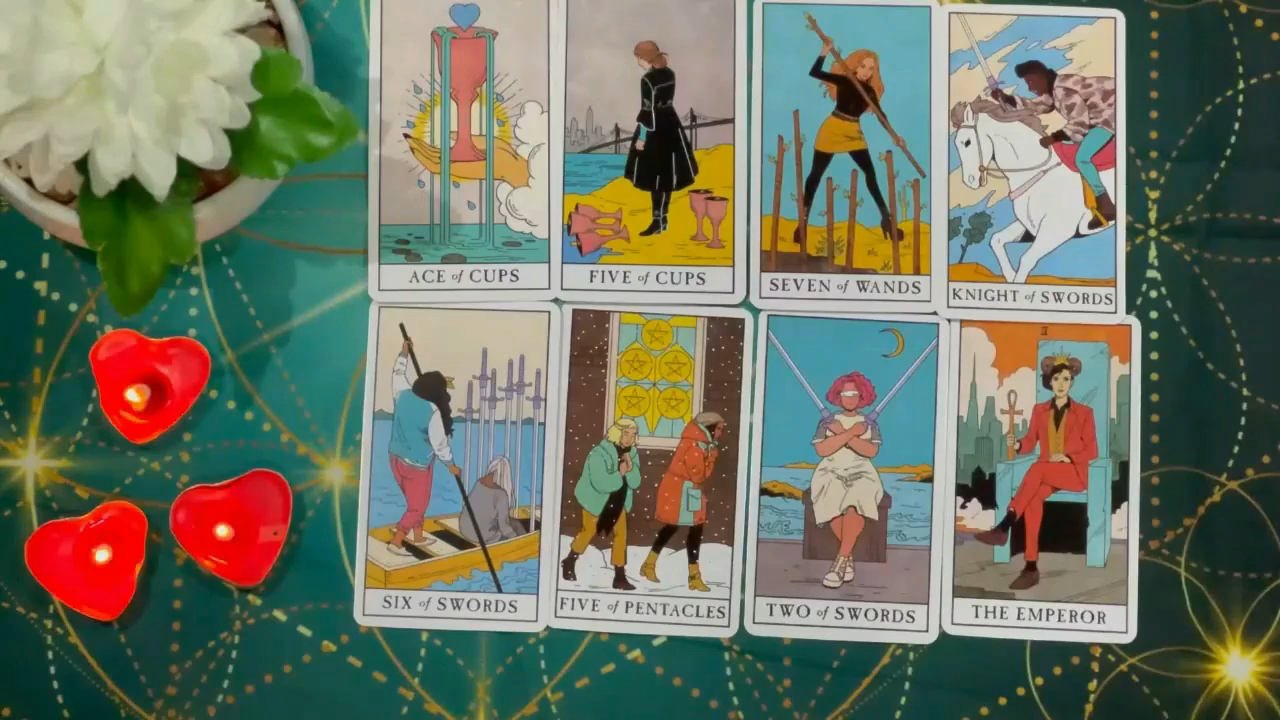 ACE of CUPS
FIVE of CUPS
SEVEN of WANDS
KNIGHT of SWORDS
SIX of SWORDS
FIVE of PENTACLES
TWO of SWORDS
II
THE EMPEROR